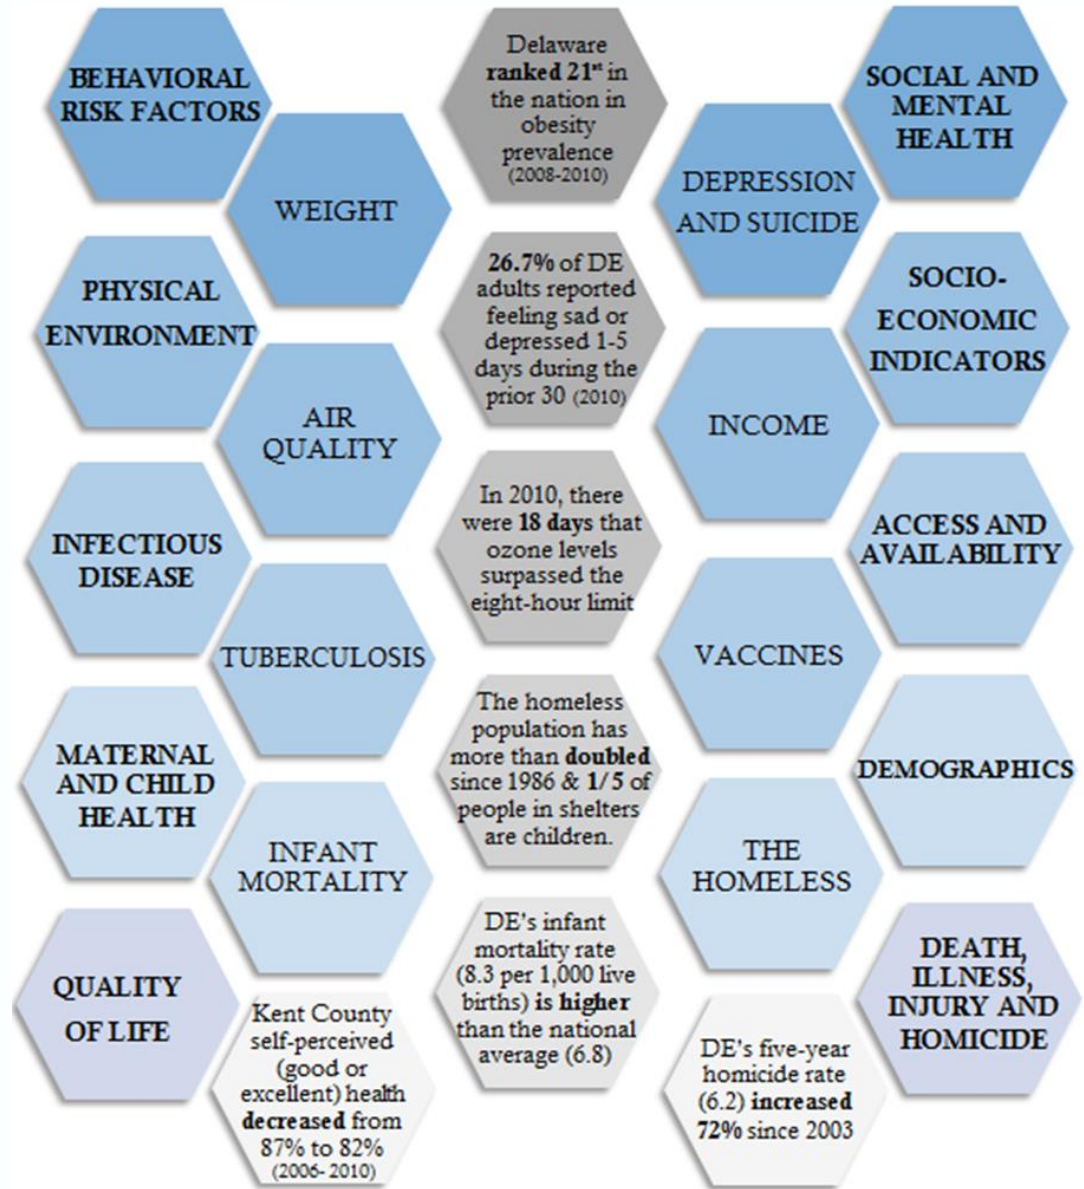 BEHAVIORAL
RISK FACTORS
WEIGHT
Delaware
ranked 21st in
the nation in
obesity
prevalence
(2008-2010)
DEPRESSION
AND SUICIDE
SOCIAL AND
MENTAL
HEALTH
PHYSICAL
ENVIRONMENT
AIR
QUALITY
26.7% of DE
adults reported
feeling sad or
depressed 1-5
days during the
prior 30 (2010)
INCOME
SOCIO-
ECONOMIC
INDICATORS
INFECTIOUS
DISEASE
TUBERCULOSIS
In 2010, there
were 18 days that
ozone levels
surpassed the
eight-hour limit
VACCINES
ACCESS AND
AVAILABILITY
MATERNAL
AND CHILD
HEALTH
INFANT
MORTALITY
The homeless
population has
more than doubled
since 1986 & 1/5 of
people in shelters
are children.
THE
HOMELESS
DEMOGRAPHICS
QUALITY
OF LIFE
Kent County
self-perceived
(good or
excellent) health
decreased from
87% to 82%
(2006- 2010)
DE's infant
mortality rate
(8.3 per 1,000 live
births) is higher
than the national
average (6.8)
DE's five-year
homicide rate
(6.2) increased
72% since 2003
DEATH,
ILLNESS,
INJURY AND
HOMICIDE